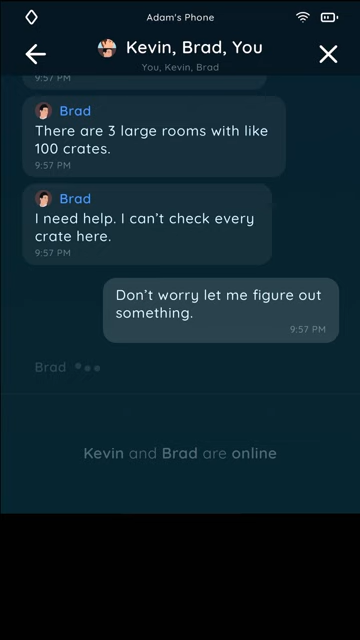 Adam's Phone
Kevin, Brad, You
You, Kevin, Brad
9:57 PM
Brad
There are 3 large rooms with like
100 crates.
9:57 PM
Brad
I need help. I can't check every
crate here.
9:57 PM
Don't worry let me figure out
something.
9:57 PM
Brad
Kevin and Brad are online